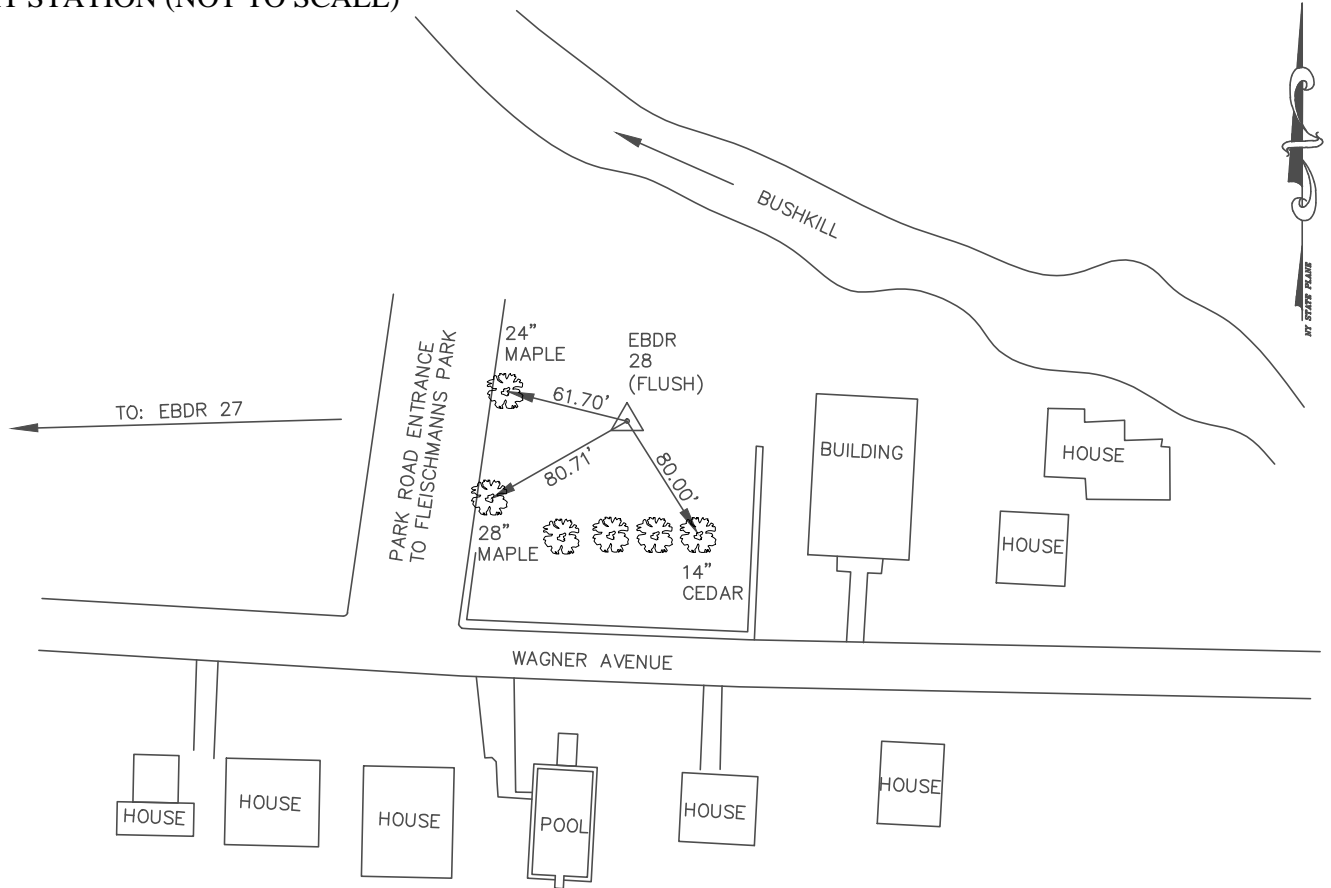 STATION (NOT TO SCALE)
BUSHKILL
NY STATE PLANE
24"
MAPLE
EBDR
28
(FLUSH)
PARK ROAD ENTRANCE
TO FLEISCHMANNS PARK
61.70'
TO: EBDR 27
80.71'
80.00'
BUILDING
HOUSE
28"
MAPLE
HOUSE
14"
CEDAR
WAGNER AVENUE
HOUSE
HOUSE
HOUSE
POOL
HOUSE
HOUSE